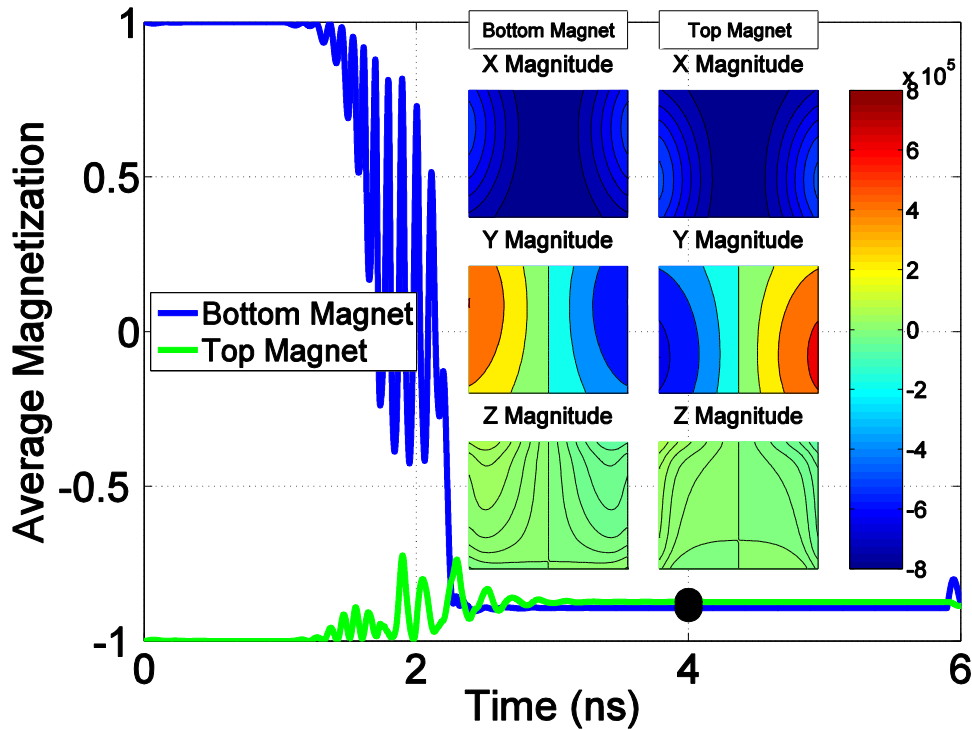 Average Magnetization
1
0.5
0
-0.5
-1
Bottom Magnet
Top Magnet
Bottom Magnet Top Magnet
X Magnitude X Magnitude
Y Magnitude Y Magnitude
Z Magnitude Z Magnitude
x 10^5
8
6
4
2
0
-2
-4
-6
-8
0 2 4 6
Time (ns)